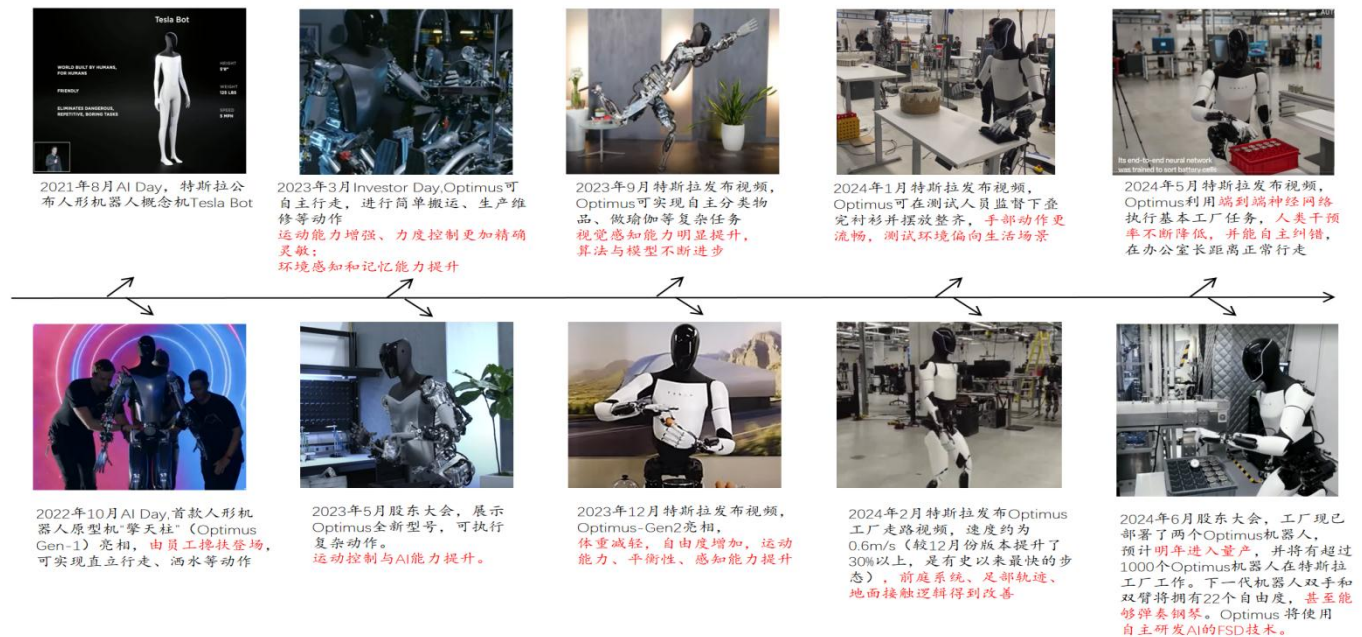 Tesla Bot
WORLD BUILT BY HUMANS,
FOR HUMANS
FRIENDLY
ELIMINATES DANGEROUS,
REPETITIVE, BORING TASKS
HEIGHT
5'8"
WEIGHT
125 LBS
SPEED
5 MPH
2021年8月AI Day，特斯拉公
布人形机器人概念机Tesla Bot
2023年3月Investor Day,Optimus可
自主行走，进行简单搬运、生产维
修等动作
运动能力增强、力度控制更加精确
灵敏；
环境感知和记忆能力提升
2023年9月特斯拉发布视频，
Optimus可实现自主分类物
品、做瑜伽等复杂任务
视觉感知能力明显提升，
算法与模型不断进步
2024年1月特斯拉发布视频，
Optimus可在测试人员监督下叠
完衬衫并摆放整齐，手部动作更
流畅，测试环境偏向生活场景
Its end-to-end neural network
was trained to sort battery cells
2024年5月特斯拉发布视频，
Optimus利用端到端神经网络
执行基本工厂任务，人类干预
率不断降低，并能自主纠错，
在办公室长距离正常行走
2022年10月AI Day,首款人形机
器人原型机“擎天柱”（Optimus
Gen-1）亮相，由员工搀扶登场，
可实现直立行走、洒水等动作
2023年5月股东大会，展示
Optimus全新型号，可执行
复杂动作。
运动控制与AI能力提升。
2023年12月特斯拉发布视频，
Optimus-Gen2亮相，
体重减轻，自由度增加，运动
能力、平衡性、感知能力提升
2024年2月特斯拉发布Optimus
工厂走路视频，速度约为
0.6m/s（较12月份版本提升了
30%以上，是有史以来最快的步
态），前庭系统、足部轨迹、
地面接触逻辑得到改善
2024年6月股东大会，工厂现已
部署了两个Optimus机器人，
预计明年进入量产，并将有超过
1000个Optimus机器人在特斯拉
工厂工作。下一代机器人双手和
双臂将拥有22个自由度，甚至能
够弹奏钢琴。Optimus 将使用
自主研发AI的FSD技术。